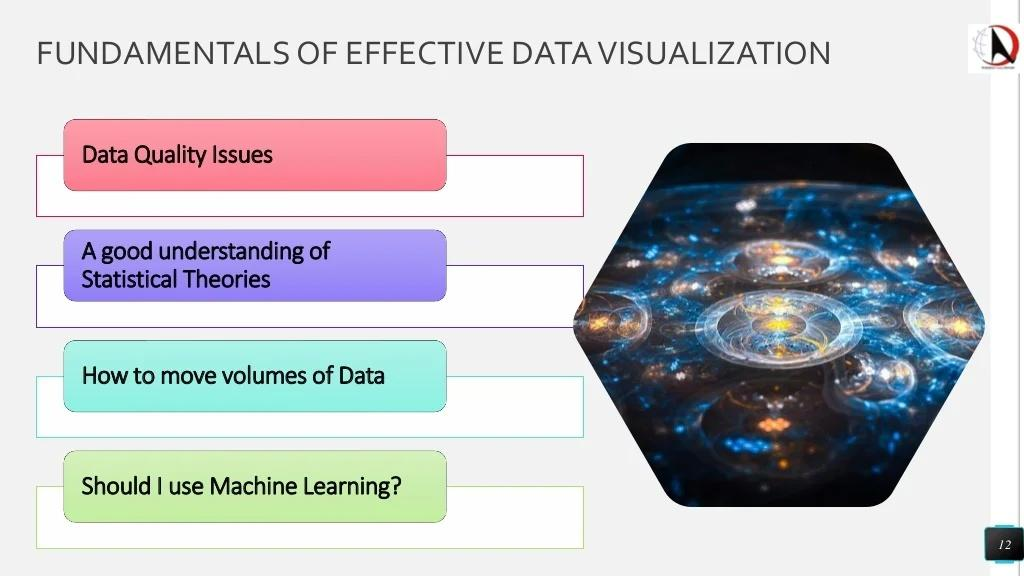 FUNDAMENTALS OF EFFECTIVE DATA VISUALIZATION
Data Quality Issues
A good understanding of
Statistical Theories
How to move volumes of Data
Should I use Machine Learning?
12